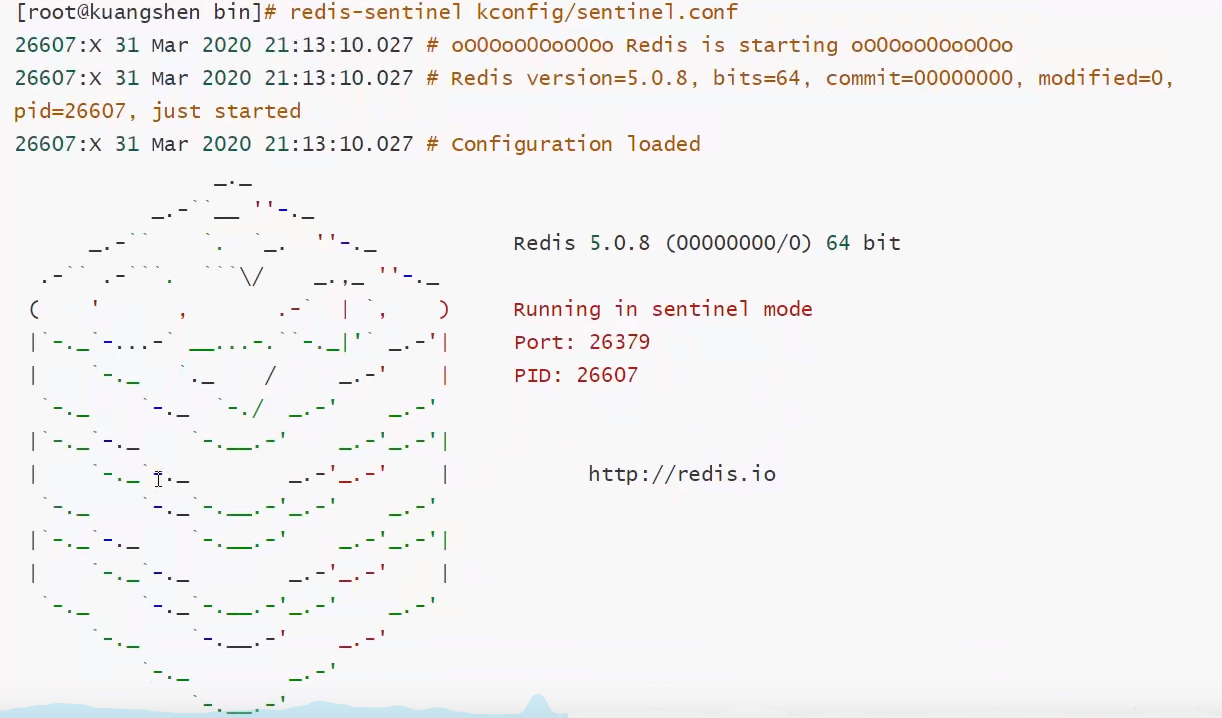 [root@kuangshen bin]# redis-sentinel kconfig/sentinel.conf
26607:X 31 Mar 2020 21:13:10.027 # oO0OoO0OoO0Oo Redis is starting oO0OoO0OoO0Oo
26607:X 31 Mar 2020 21:13:10.027 # Redis version=5.0.8, bits=64, commit=00000000, modified=0,
pid=26607, just started
26607:X 31 Mar 2020 21:13:10.027 # Configuration loaded
Redis 5.0.8 (00000000/0) 64 bit
Running in sentinel mode
Port: 26379
PID: 26607
http://redis.io